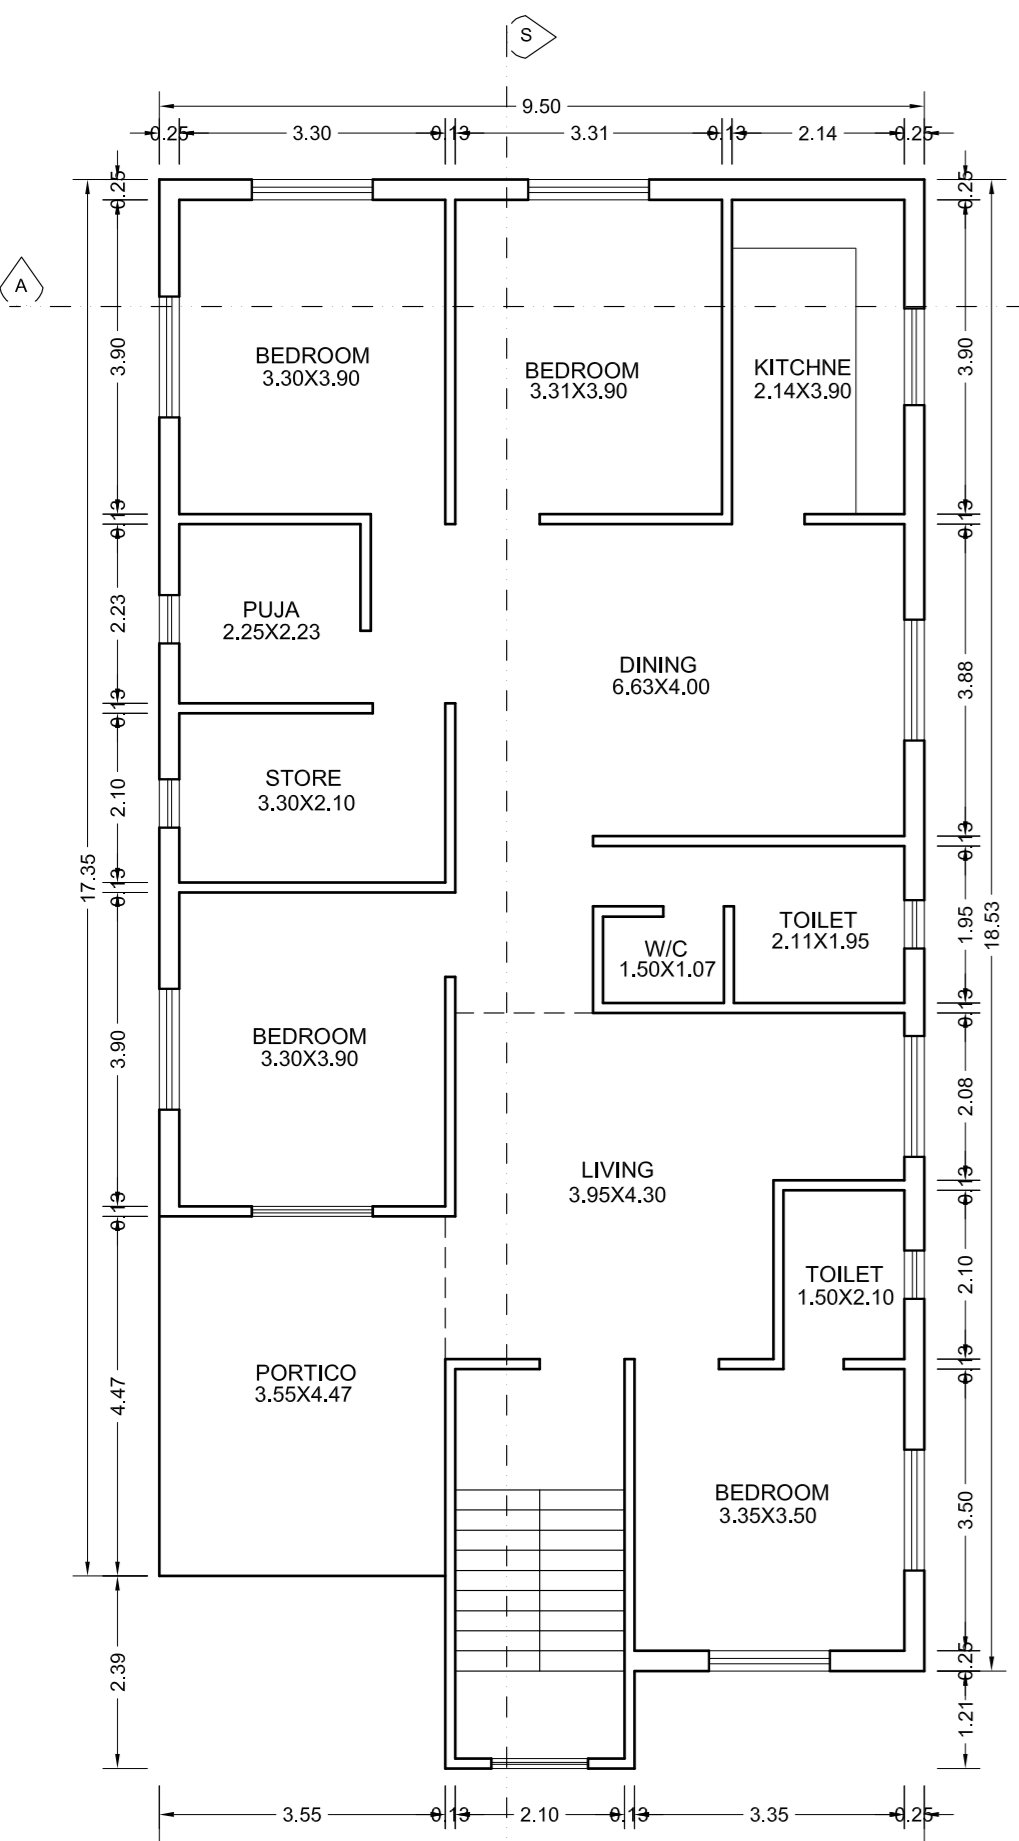 S
9.50
0.25 3.30 0.13 3.31 0.13 2.14 0.25
0.25
0.25
A
3.90
3.90
BEDROOM
3.30X3.90
BEDROOM
3.31X3.90
KITCHNE
2.14X3.90
0.13
0.13
2.23
PUJA
2.25X2.23
DINING
6.63X4.00
3.88
0.13
STORE
3.30X2.10
2.10
0.13
17.35
0.13
1.95
18.53
TOILET
2.11X1.95
W/C
1.50X1.07
0.13
BEDROOM
3.30X3.90
3.90
2.08
LIVING
3.95X4.30
0.13
0.13
TOILET
1.50X2.10
2.10
PORTICO
3.55X4.47
4.47
0.13
BEDROOM
3.35X3.50
3.50
2.39
0.25
1.21
3.55 0.13 2.10 0.13 3.35 0.25